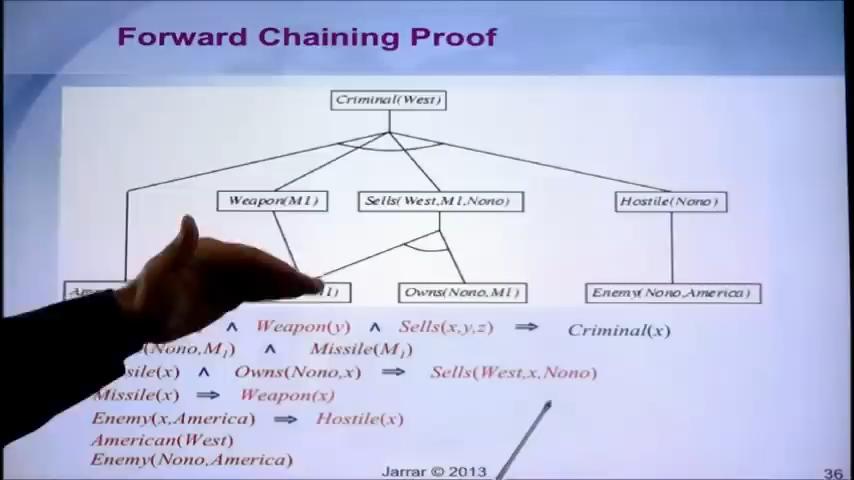 Forward Chaining Proof
Criminal(West)
Weapon(M1) Sells(West,M1,Nono) Hostile(Nono)
Owns(Nono,M1) Enemy(Nono,America)
∧ Weapon(y) ∧ Sells(x,y,z) ⇒ Criminal(x)
(Nono,M1) ∧ Missile(M1)
sile(x) ∧ Owns(Nono,x) ⇒ Sells(West,x,Nono)
Missile(x) ⇒ Weapon(x)
Enemy(x,America) ⇒ Hostile(x)
American(West)
Enemy(Nono,America)
Jarrar © 2013
36